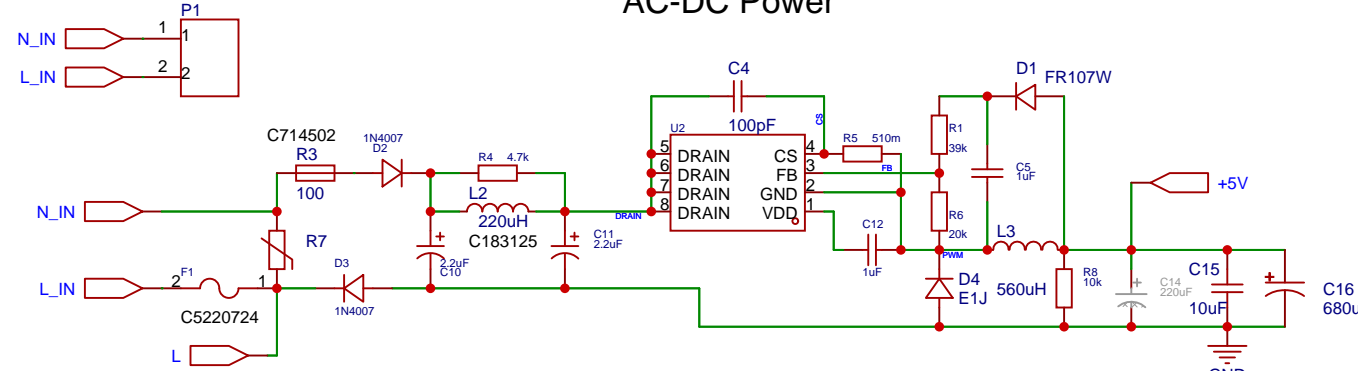 AC-DC Power
P1
N_IN 1 1
L_IN 2 2
C4
100pF
D1
FR107W
CS
U2
5 DRAIN CS 4
6 DRAIN FB 3
7 DRAIN GND 2
8 DRAIN VDD 1
R5 510m
FB
R1
39k
C5
1uF
R6
20k
C714502
R3
100
1N4007
D2
R4 4.7k
L2
220uH
C183125
DRAIN
C11
2.2uF
2.2uF
C10
N_IN
R7
L_IN 2 F1 1
C5220724
D3
1N4007
L
C12
1uF
PWM
D4
E1J
L3
560uH
R8
10k
+5V
C14
220uF
C15
10uF
C16